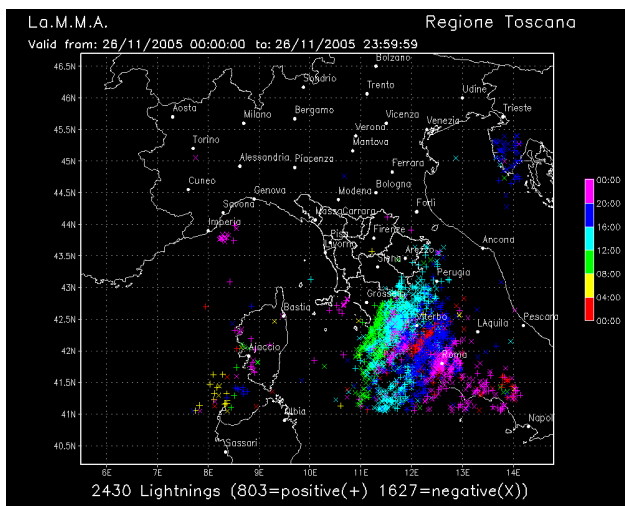 La.M.M.A. Regione Toscana
Valid from: 26/11/2005 00:00:00 to: 26/11/2005 23:59:59
46.5N Bolzano
Sondrio Trento Udine
46N
Aosta Milano Bergamo Vicenza Trieste
45.5N Verona Venezia
Torino Mantova
45N Alessandria Piacenza Ferrara 00:00
Cuneo Modena Bologna
44.5N Savona Genova Forlì 20:00
Imperia MassaCarrara
44N Pisa Firenze 16:00
Livorno Arezzo Ancona
43.5N Siena 12:00
Perugia
43N Grosseto 08:00
Bastia Viterbo LAquila Pescara
42.5N 04:00
Ajaccio Roma
42N 00:00
41.5N
41N Olbia Napol
40.5N Sassari
6E 7E 8E 9E 10E 11E 12E 13E 14E
2430 Lightnings (803=positive(+) 1627=negative(X))